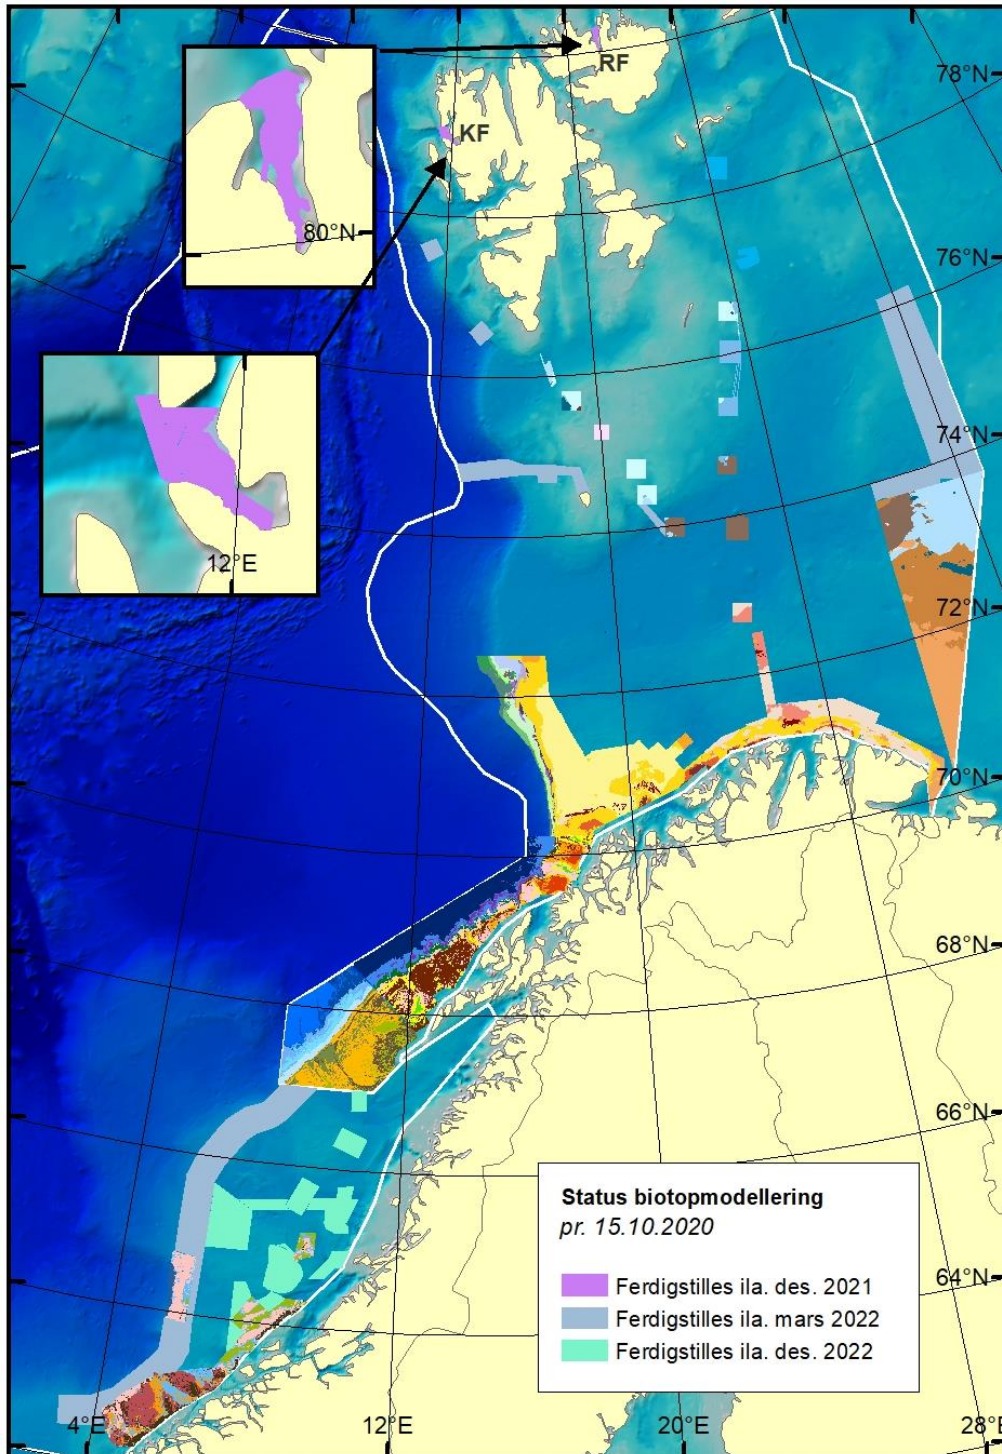 RF
78°N
KF
80°N
76°N
74°N
12°E
72°N
70°N
68°N
66°N
Status biotopmodellering
pr. 15.10.2020
Ferdigstilles ila. des. 2021
Ferdigstilles ila. mars 2022
Ferdigstilles ila. des. 2022
64°N
4°E
12°E
20°E
28°E